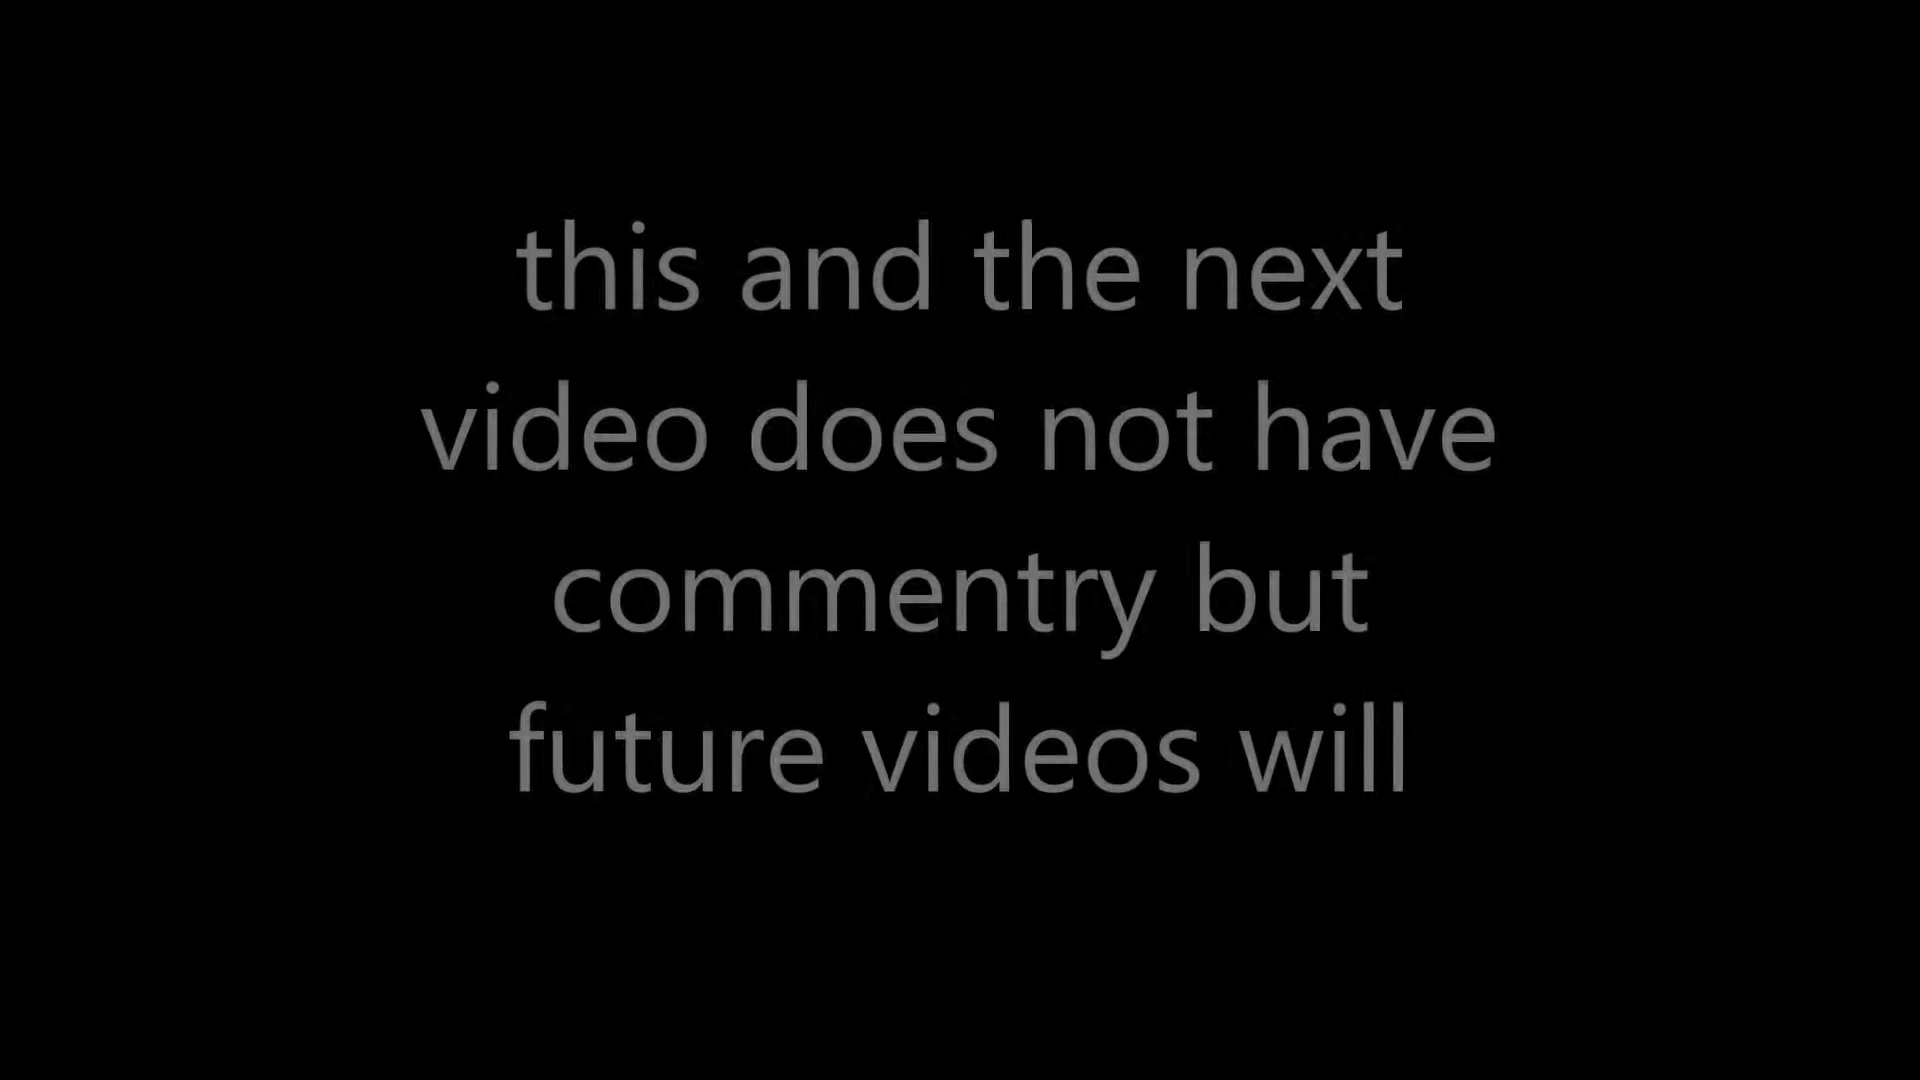 this and the next
video does not have
commentry but
future videos will